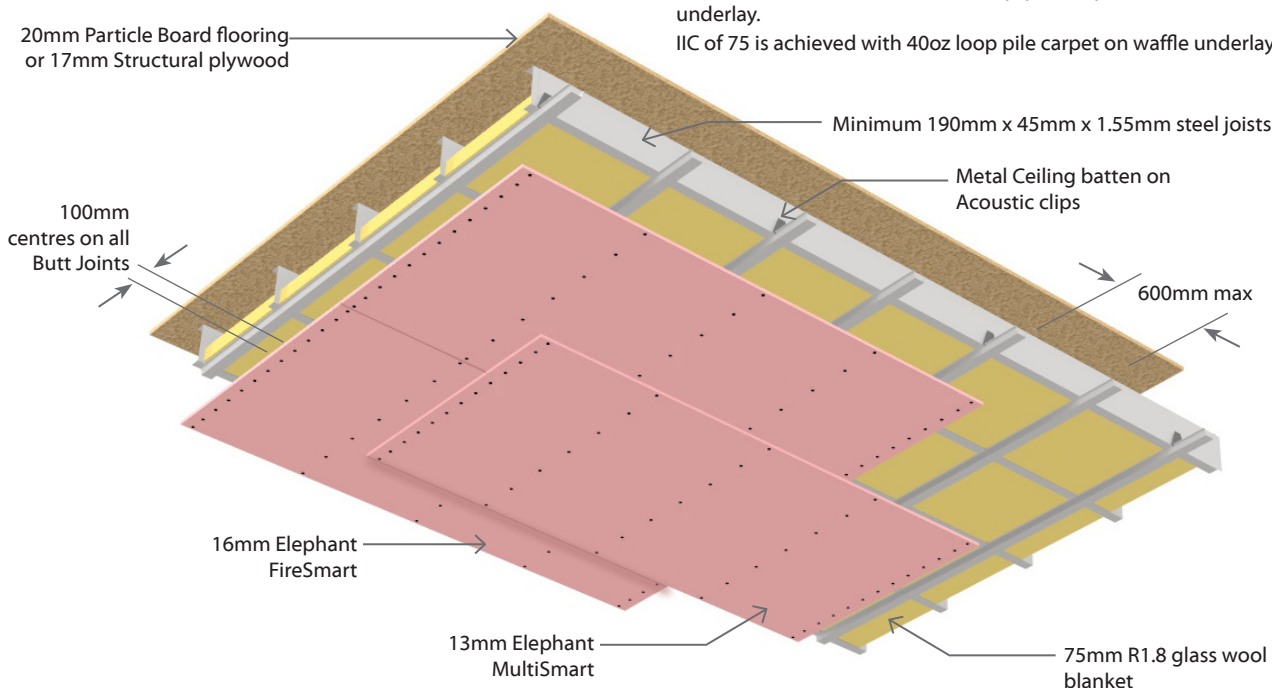 underlay.
IIC of 75 is achieved with 40oz loop pile carpet on waffle underlay
20mm Particle Board flooring
or 17mm Structural plywood
Minimum 190mm x 45mm x 1.55mm steel joists
Metal Ceiling batten on
Acoustic clips
100mm
centres on all
Butt Joints
600mm max
16mm Elephant
FireSmart
13mm Elephant
MultiSmart
75mm R1.8 glass wool
blanket